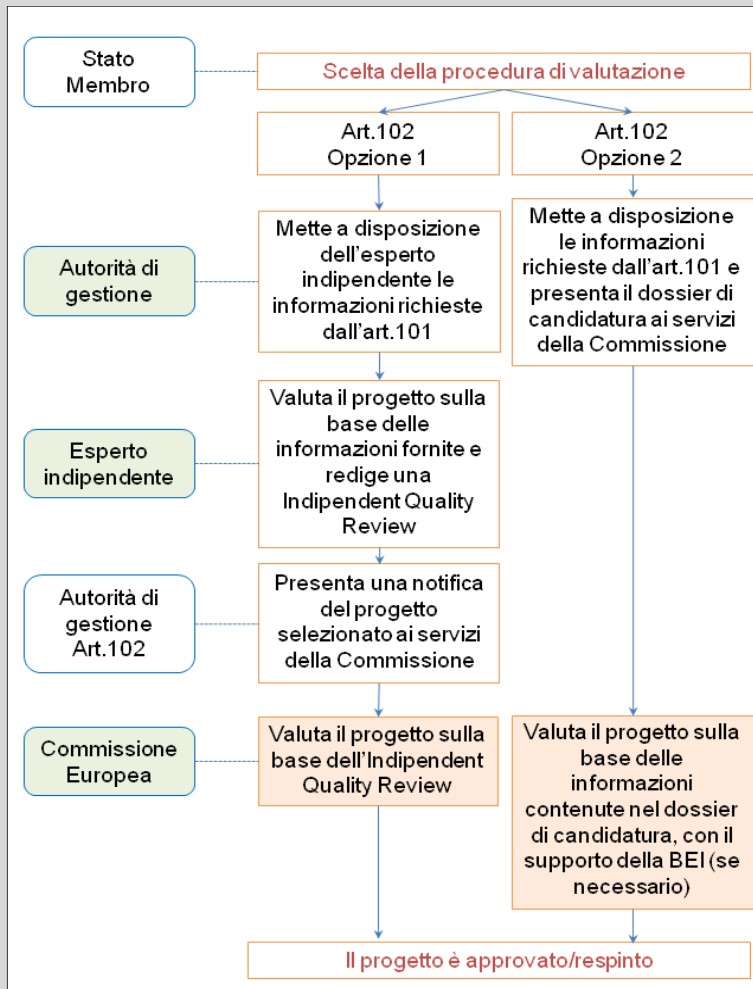 Stato
Membro
Scelta della procedura di valutazione
Art.102
Opzione 1
Art.102
Opzione 2
Autorità di
gestione
Mette a disposizione
dell'esperto
indipendente le
informazioni richieste
dall'art.101
Mette a disposizione
le informazioni
richieste dall'art.101 e
presenta il dossier di
candidatura ai servizi
della Commissione
Esperto
indipendente
Valuta il progetto sulla
base delle
informazioni fornite e
redige una
Indipendent Quality
Review
Autorità di
gestione
Art.102
Presenta una notifica
del progetto
selezionato ai servizi
della Commissione
Commissione
Europea
Valuta il progetto sulla
base dell'Indipendent
Quality Review
Valuta il progetto sulla
base delle
informazioni
contenute nel dossier
di candidatura, con il
supporto della BEI (se
necessario)
Il progetto è approvato/respinto